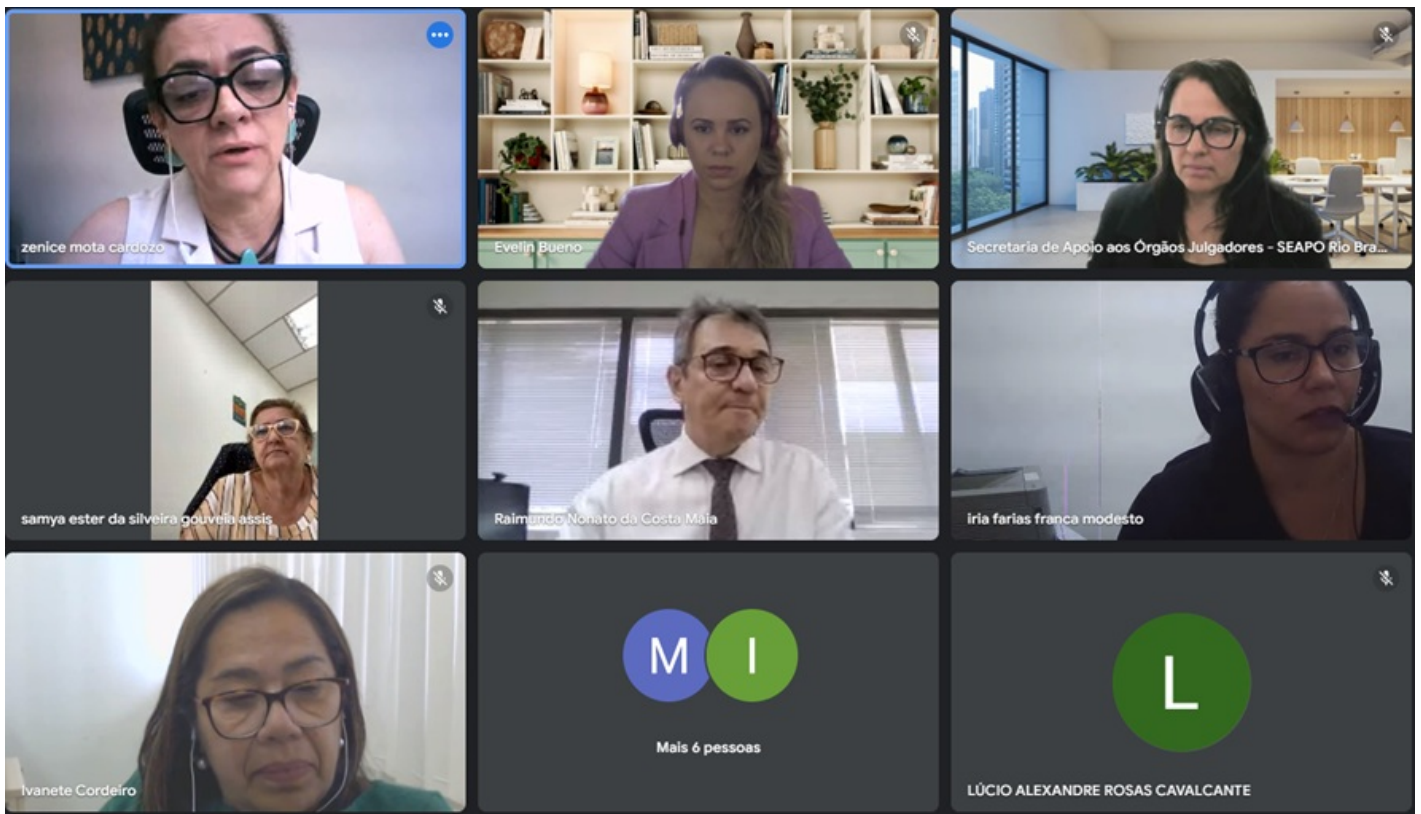 zenice mota cardozo
Evelin Bueno
Secretaria de Apoio aos Órgãos Julgadores - SEAPO Rio Bra...
samya ester da silveira gouveia assis
Raimundo Nonato da Costa Maia
iria farias franca modesto
Ivanete Cordeiro
M I
Mais 6 pessoas
L
LÚCIO ALEXANDRE ROSAS CAVALCANTE